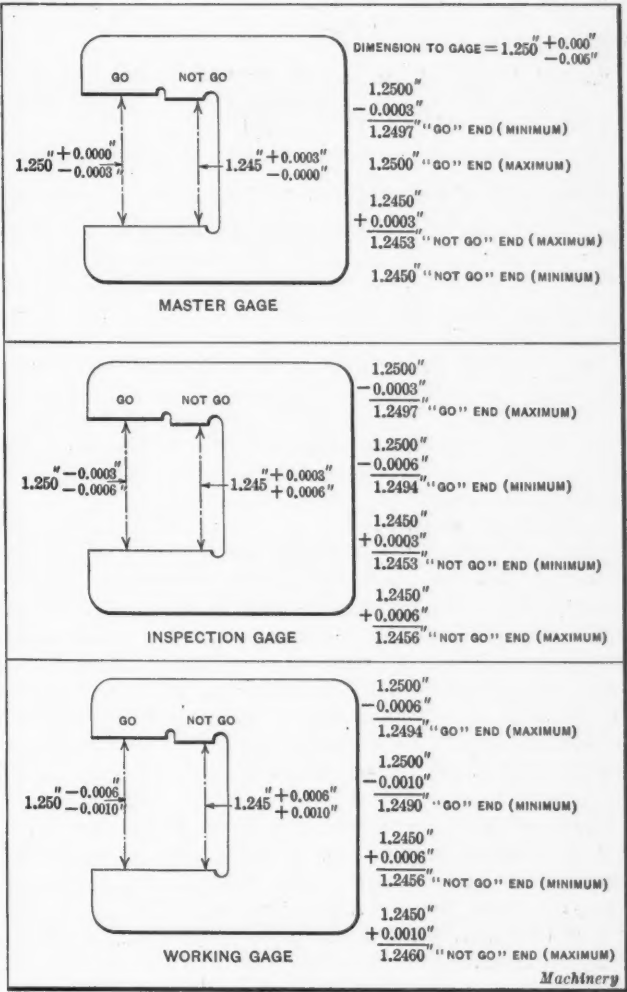 DIMENSION TO GAGE = 1.250" +0.000"
−0.006"
GO NOT GO
1.2500"
−0.0003"
1.2497" "GO" END (MINIMUM)
1.250" +0.0000"
−0.0003"
1.245" +0.0003"
−0.0000"
1.2500" "GO" END (MAXIMUM)
1.2450"
+0.0003"
1.2453" "NOT GO" END (MAXIMUM)
1.2450" "NOT GO" END (MINIMUM)
MASTER GAGE
GO NOT GO
1.2500"
−0.0003"
1.2497" "GO" END (MAXIMUM)
1.250" −0.0003"
−0.0006"
1.245" +0.0003"
+0.0006"
1.2500"
−0.0006"
1.2494" "GO" END (MINIMUM)
1.2450"
+0.0003"
1.2453" "NOT GO" END (MINIMUM)
1.2450"
+0.0006"
1.2456" "NOT GO" END (MAXIMUM)
INSPECTION GAGE
GO NOT GO
1.2500"
−0.0006"
1.2494" "GO" END (MAXIMUM)
1.250" −0.0006"
−0.0010"
1.245" +0.0006"
+0.0010"
1.2500"
−0.0010"
1.2490" "GO" END (MINIMUM)
1.2450"
+0.0006"
1.2456" "NOT GO" END (MINIMUM)
1.2450"
+0.0010"
1.2460" "NOT GO" END (MAXIMUM)
WORKING GAGE
Machinery